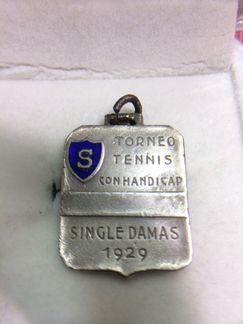 S
TORNEO
TENNIS
CON HANDICAP
SINGLE DAMAS
1929